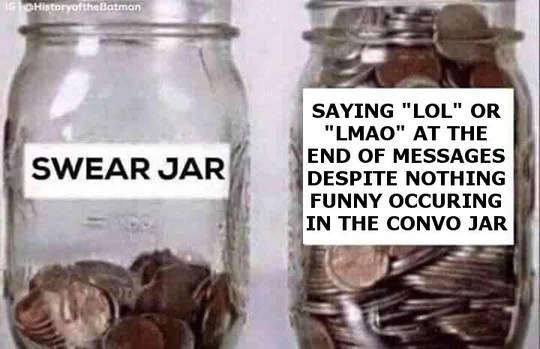 IG | @HistoryoftheBatman
SWEAR JAR
SAYING "LOL" OR
"LMAO" AT THE
END OF MESSAGES
DESPITE NOTHING
FUNNY OCCURING
IN THE CONVO JAR